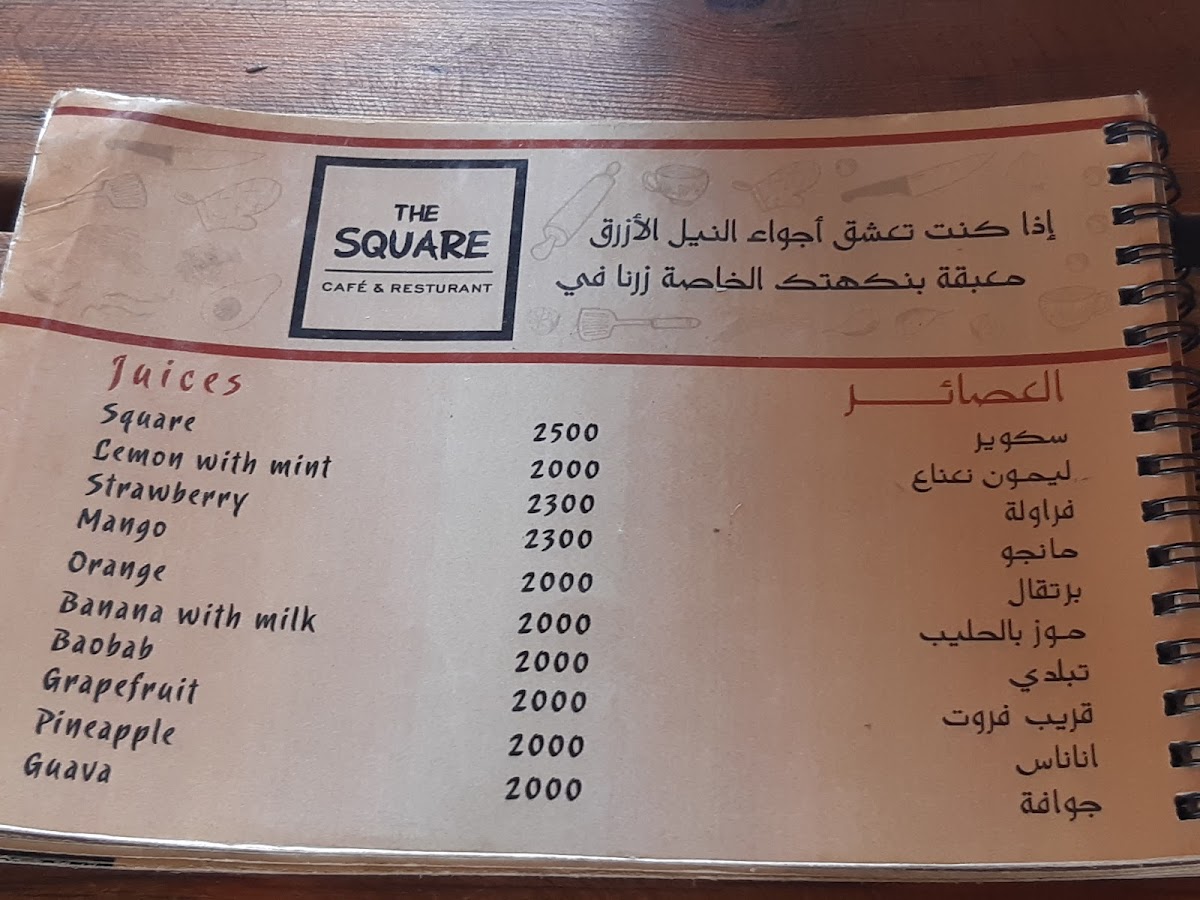 THE
SQUARE
CAFÉ & RESTURANT
إذا كنت تعشق أجواء النيل الأزرق
معبقة بنكهتك الخاصة زرنا في
Juices العصائر
Square 2500 سكوير
Lemon with mint 2000 ليمون نعناع
Strawberry 2300 فراولة
Mango 2300 مانجو
Orange 2000 برتقال
Banana with milk 2000 موز بالحليب
Baobab 2000 تبلدي
Grapefruit 2000 قريب فروت
Pineapple 2000 اناناس
Guava 2000 جوافة